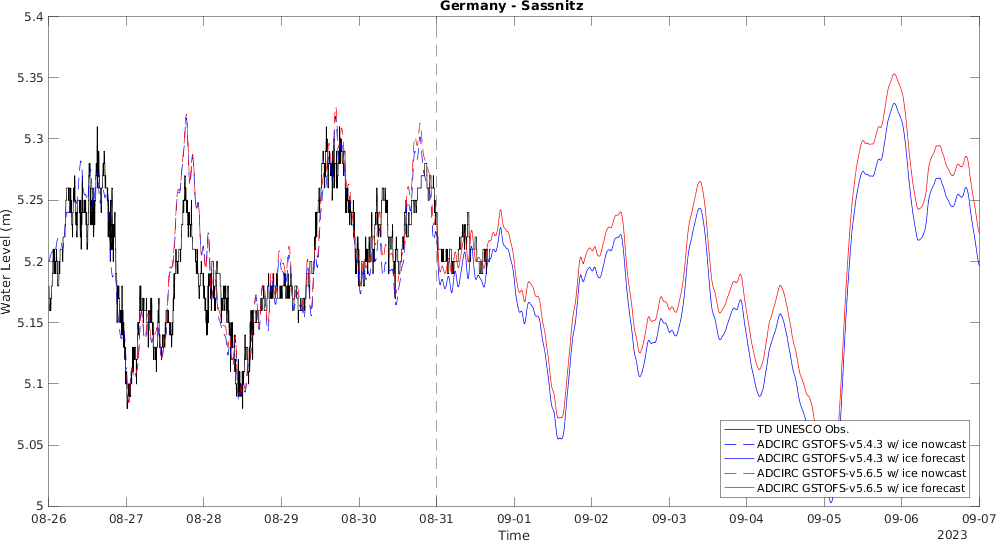 Germany - Sassnitz
5.4
5.35
5.3
5.25
5.2
5.15
5.1
5.05
5
Water Level (m)
TD UNESCO Obs.
ADCIRC GSTOFS-v5.4.3 w/ ice nowcast
ADCIRC GSTOFS-v5.4.3 w/ ice forecast
ADCIRC GSTOFS-v5.6.5 w/ ice nowcast
ADCIRC GSTOFS-v5.6.5 w/ ice forecast
08-26 08-27 08-28 08-29 08-30 08-31 09-01 09-02 09-03 09-04 09-05 09-06 09-07
Time
2023